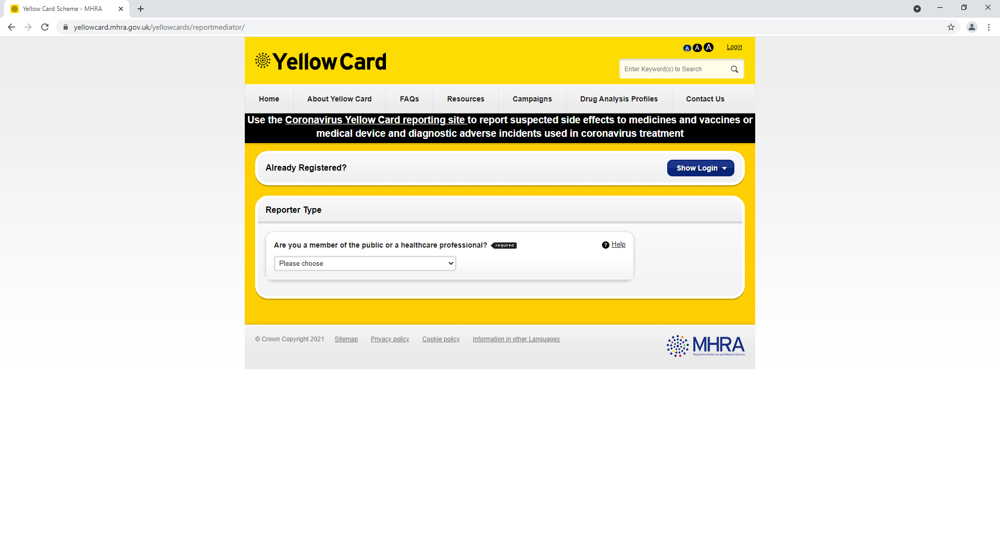 Yellow Card Scheme - MHRA
yellowcard.mhra.gov.uk/yellowcards/reportmediator/
A A A Login
Yellow Card
Enter Keyword(s) to Search
Home About Yellow Card FAQs Resources Campaigns Drug Analysis Profiles Contact Us
Use the Coronavirus Yellow Card reporting site to report suspected side effects to medicines and vaccines or
medical device and diagnostic adverse incidents used in coronavirus treatment
Already Registered? Show Login
Reporter Type
Are you a member of the public or a healthcare professional? required ? Help
Please choose
© Crown Copyright 2021 Sitemap Privacy policy Cookie policy Information in other Languages
MHRA
Regulating Medicines and Medical Devices